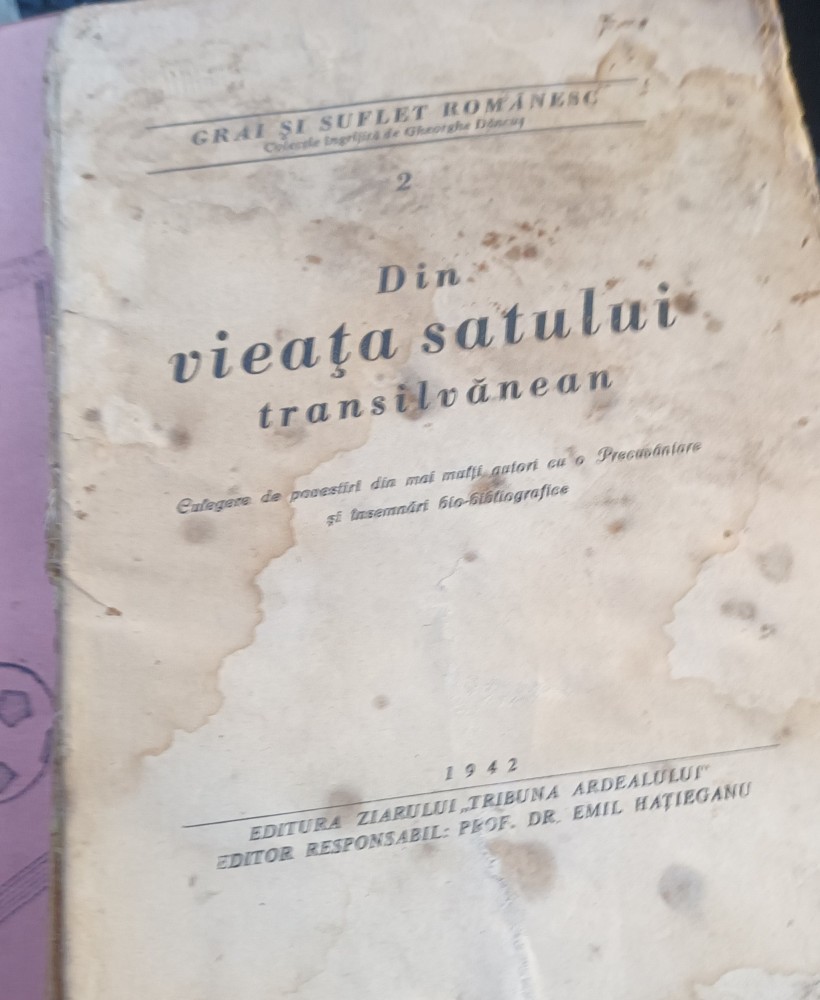 GRAI ŞI SUFLET ROMÂNESC
Colecţie îngrijită de Gheorghe Dăncuş
2
Din
vieaţa satului
transilvănean
Culegere de povestiri din mai mulţi autori cu o Precuvântare
şi însemnări bio-bibliografice
1942
EDITURA ZIARULUI „TRIBUNA ARDEALULUI”
EDITOR RESPONSABIL: PROF. DR. EMIL HAŢIEGANU